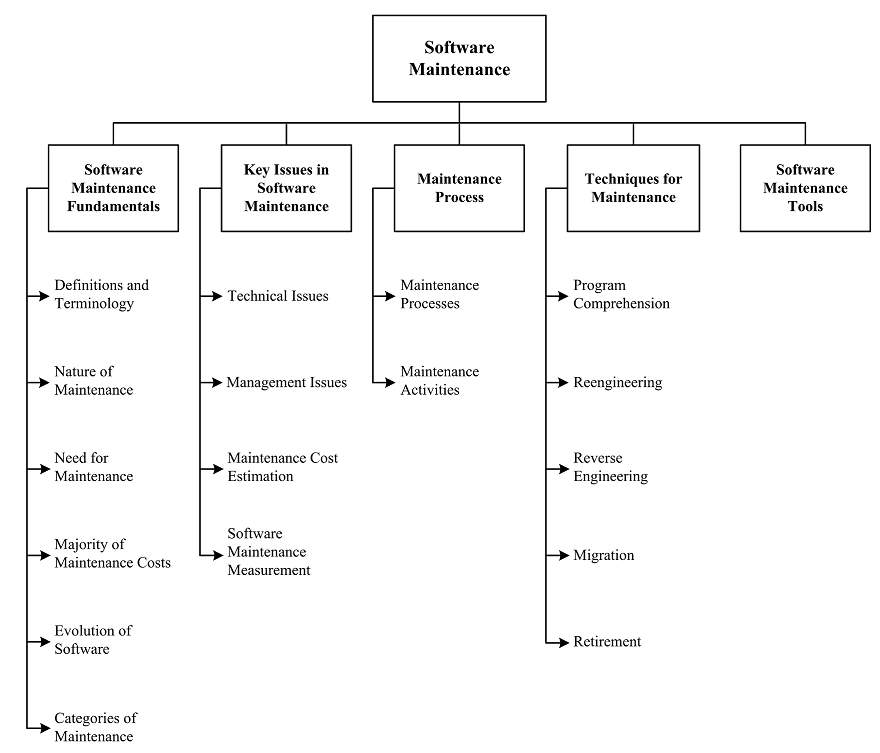 Software
Maintenance
Software
Maintenance
Fundamentals
Key Issues in
Software
Maintenance
Maintenance
Process
Techniques for
Maintenance
Software
Maintenance
Tools
Definitions and
Terminology
Nature of
Maintenance
Need for
Maintenance
Majority of
Maintenance Costs
Evolution of
Software
Categories of
Maintenance
Technical Issues
Management Issues
Maintenance Cost
Estimation
Software
Maintenance
Measurement
Maintenance
Processes
Maintenance
Activities
Program
Comprehension
Reengineering
Reverse
Engineering
Migration
Retirement